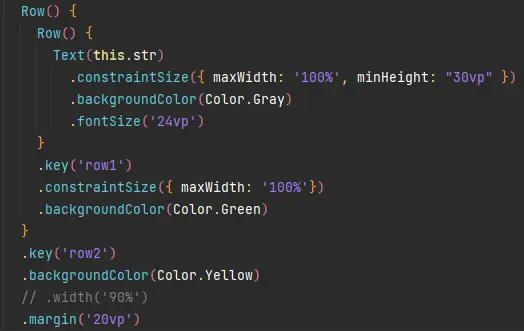 Row() {
Row() {
Text(this.str)
.constraintSize({ maxWidth: '100%', minHeight: "30vp" })
.backgroundColor(Color.Gray)
.fontSize('24vp')
}
.key('row1')
.constraintSize({ maxWidth: '100%'})
.backgroundColor(Color.Green)
}
.key('row2')
.backgroundColor(Color.Yellow)
// .width('90%')
.margin('20vp')